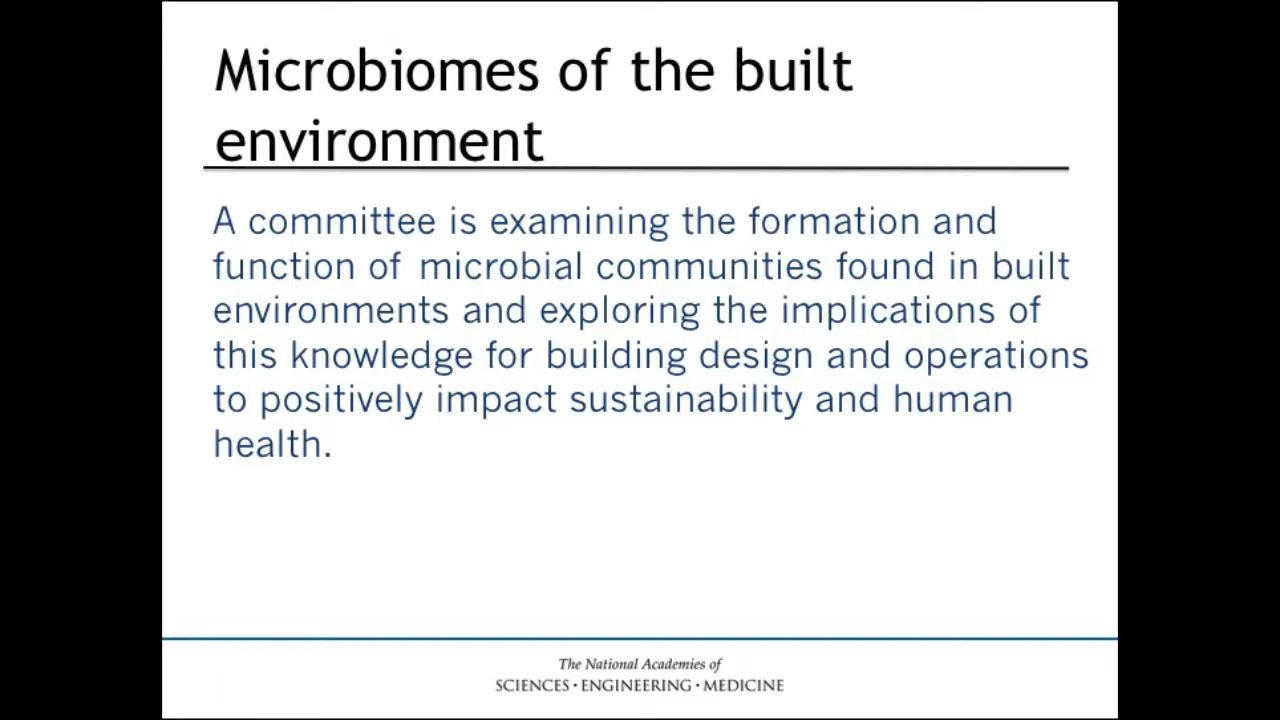 Microbiomes of the built
environment
A committee is examining the formation and
function of microbial communities found in built
environments and exploring the implications of
this knowledge for building design and operations
to positively impact sustainability and human
health.
The National Academies of
SCIENCES · ENGINEERING · MEDICINE